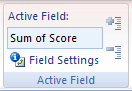 Active Field:
Sum of Score
Field Settings
Active Field